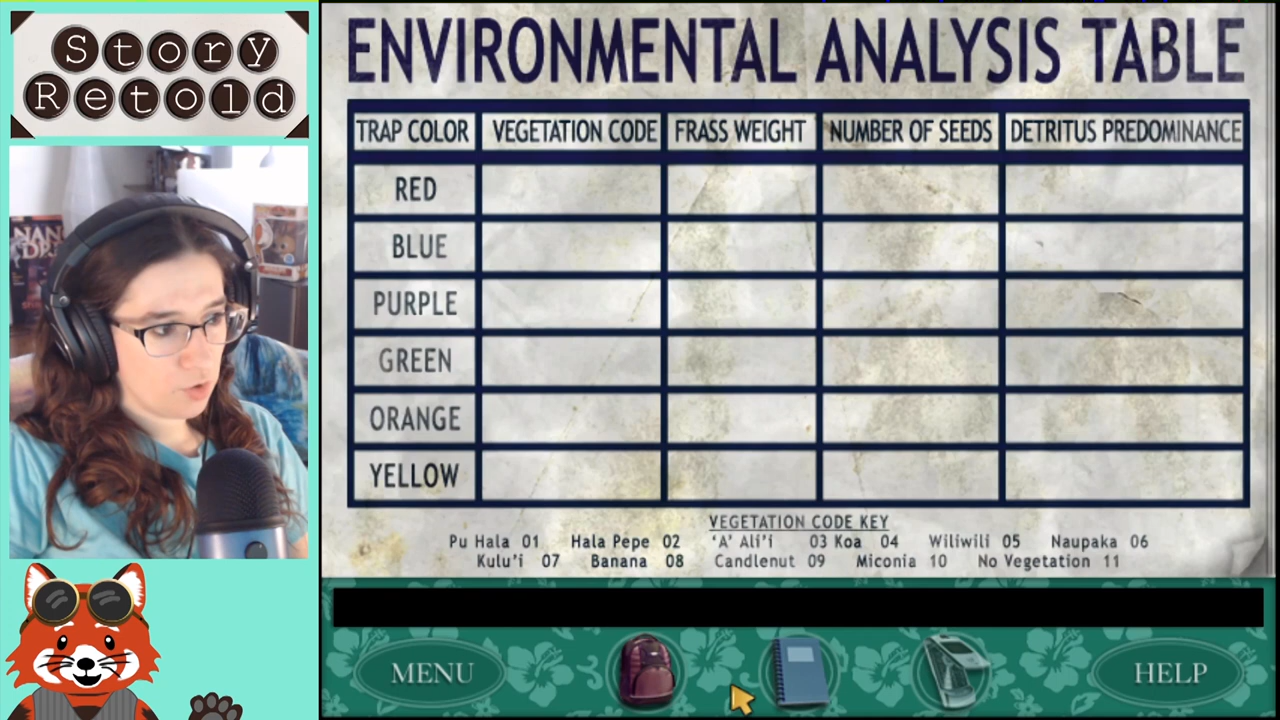 Story
Retold
NAN
ENVIRONMENTAL ANALYSIS TABLE
TRAP COLOR VEGETATION CODE FRASS WEIGHT NUMBER OF SEEDS DETRITUS PREDOMINANCE
RED
BLUE
PURPLE
GREEN
ORANGE
YELLOW
VEGETATION CODE KEY
Pu Hala 01 Hala Pepe 02 'A' Ali'i 03 Koa 04 Wiliwili 05 Naupaka 06
Kulu'i 07 Banana 08 Candlenut 09 Miconia 10 No Vegetation 11
MENU HELP